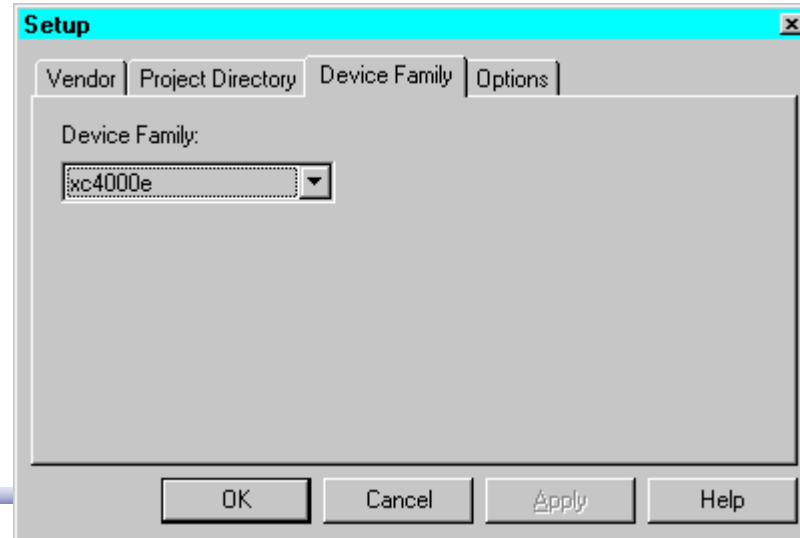 Setup
Vendor Project Directory Device Family Options
Device Family:
xc4000e
OK Cancel Apply Help